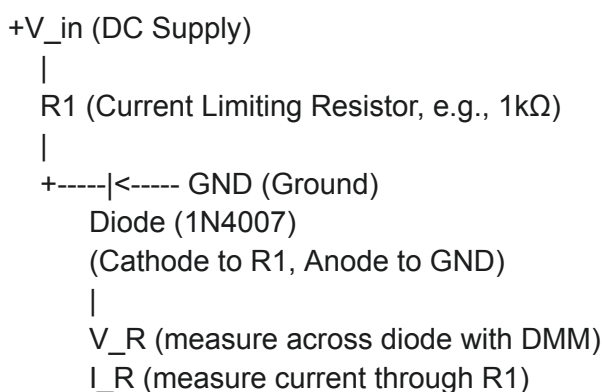 +V_in (DC Supply)
|
R1 (Current Limiting Resistor, e.g., 1kΩ)
|
+-----|<----- GND (Ground)
Diode (1N4007)
(Cathode to R1, Anode to GND)
|
V_R (measure across diode with DMM)
I_R (measure current through R1)